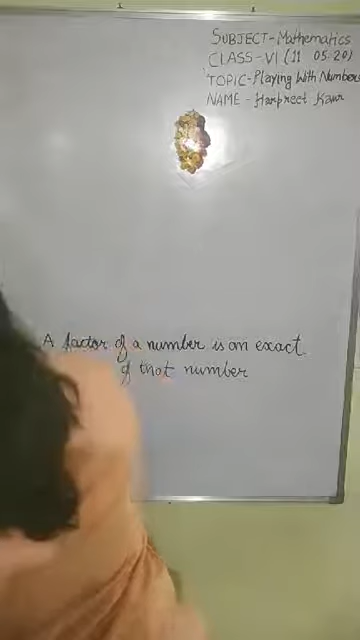 SUBJECT-Mathematics
CLASS-VI (11 05.20)
TOPIC-Playing With Numbers
NAME - Harpreet Kaur
A factor of a number is an exact
of that number